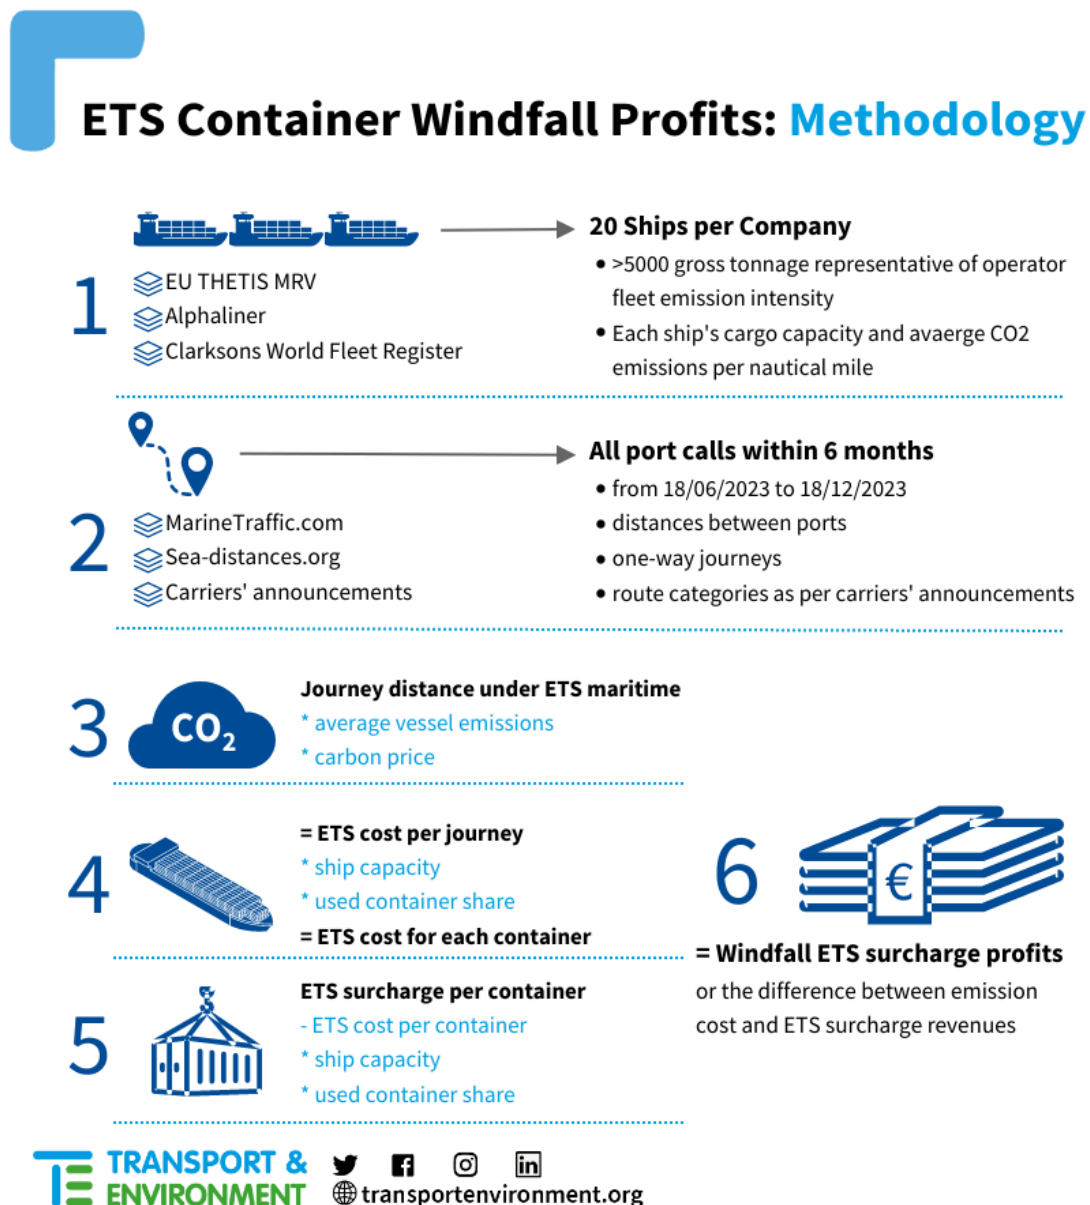 ETS Container Windfall Profits: Methodology
1
EU THETIS MRV
Alphaliner
Clarksons World Fleet Register
20 Ships per Company
• >5000 gross tonnage representative of operator
fleet emission intensity
• Each ship's cargo capacity and avaerge CO2
emissions per nautical mile
2
MarineTraffic.com
Sea-distances.org
Carriers' announcements
All port calls within 6 months
• from 18/06/2023 to 18/12/2023
• distances between ports
• one-way journeys
• route categories as per carriers' announcements
3
CO2
Journey distance under ETS maritime
* average vessel emissions
* carbon price
4
= ETS cost per journey
* ship capacity
* used container share
= ETS cost for each container
5
ETS surcharge per container
- ETS cost per container
* ship capacity
* used container share
6
€
= Windfall ETS surcharge profits
or the difference between emission
cost and ETS surcharge revenues
TRANSPORT &
ENVIRONMENT
transportenvironment.org